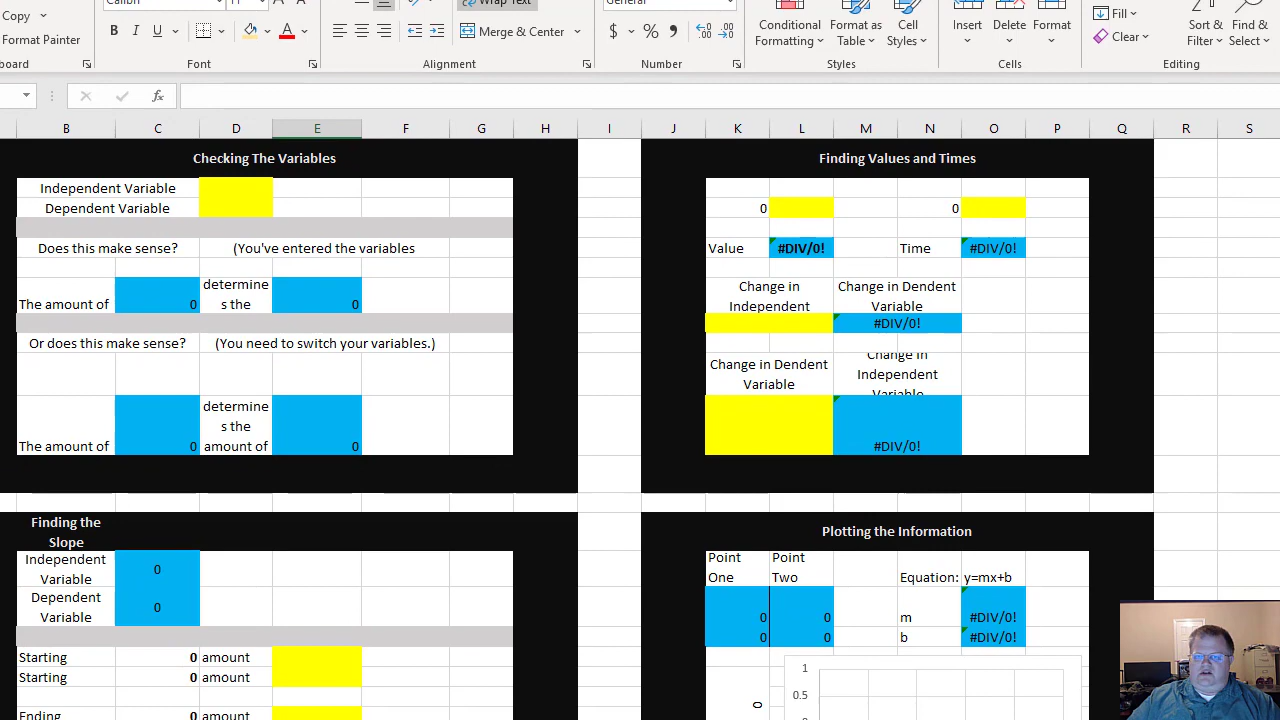 Calibri
11
Wrap Text
General
Copy
Format Painter
B I U
A
Merge & Center
$ % ,
Conditional Formatting
Format as Table
Cell Styles
Insert
Delete
Format
Fill
Clear
Sort & Filter
Find & Select
board
Font
Alignment
Number
Styles
Cells
Editing
fx
B C D E F G H I J K L M N O P Q R S
Checking The Variables
Independent Variable
Dependent Variable
Does this make sense? (You've entered the variables
The amount of 0 determine
s the 0
Or does this make sense? (You need to switch your variables.)
The amount of 0 determine
s the
amount of 0
Finding Values and Times
0 0
Value #DIV/0! Time #DIV/0!
Change in
Independent
Change in Dendent
Variable
#DIV/0!
Change in Dendent
Variable
Change in
Independent
Variable
#DIV/0!
Finding the
Slope
Independent
Variable 0
Dependent
Variable 0
Starting 0 amount
Starting 0 amount
Ending 0 amount
Plotting the Information
Point
One
Point
Two
Equation: y=mx+b
0 0 m #DIV/0!
0 0 b #DIV/0!
1
0.5
0